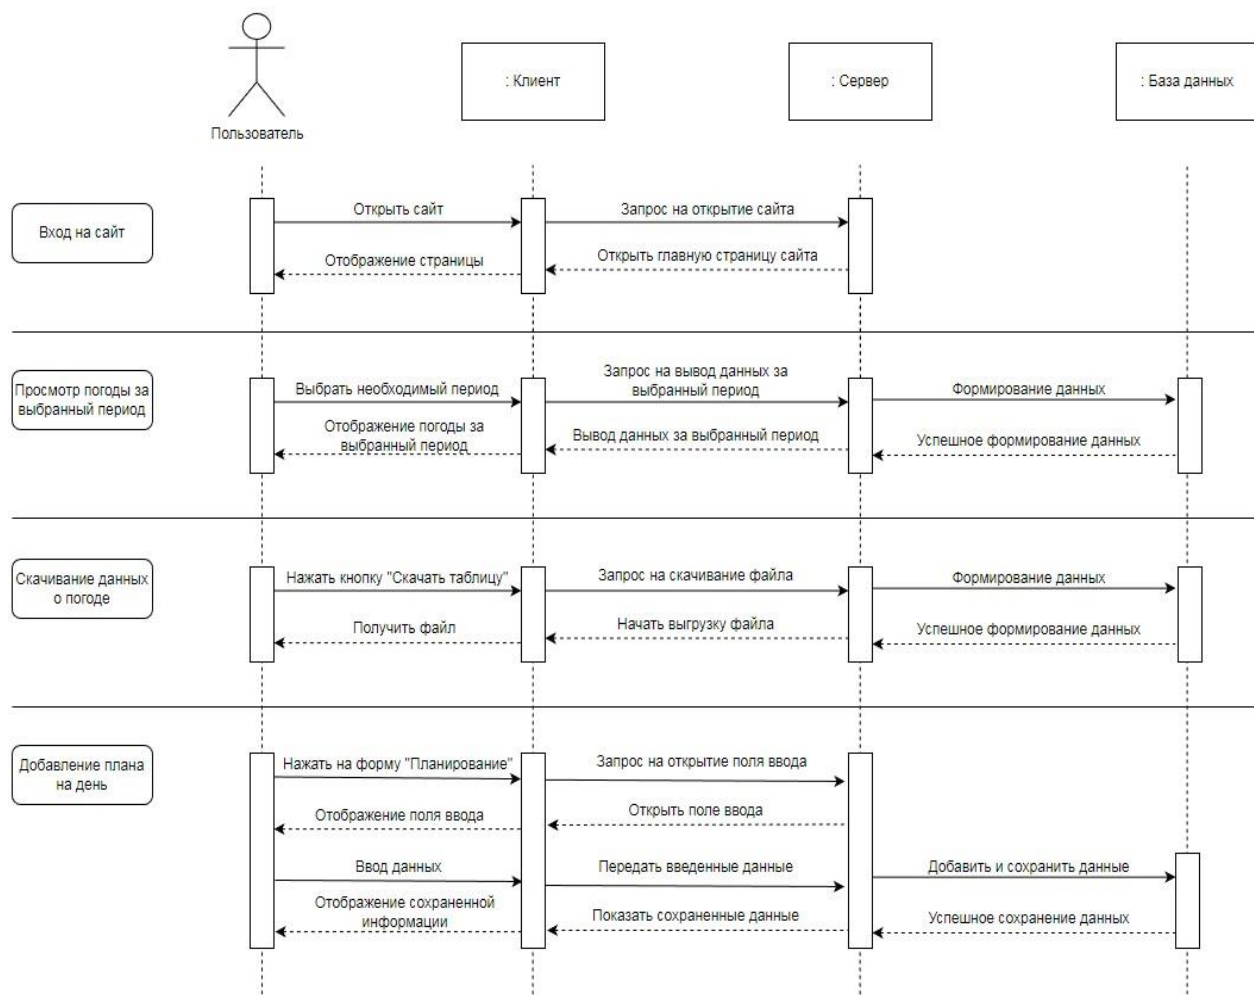 : Клиент
: Сервер
: База данных
Пользователь
Вход на сайт
Открыть сайт
Запрос на открытие сайта
Отображение страницы
Открыть главную страницу сайта
Просмотр погоды за
выбранный период
Выбрать необходимый период
Запрос на вывод данных за
выбранный период
Формирование данных
Отображение погоды за
выбранный период
Вывод данных за выбранный период
Успешное формирование данных
Скачивание данных
о погоде
Нажать кнопку "Скачать таблицу"
Запрос на скачивание файла
Формирование данных
Получить файл
Начать выгрузку файла
Успешное формирование данных
Добавление плана
на день
Нажать на форму "Планирование"
Запрос на открытие поля ввода
Отображение поля ввода
Открыть поле ввода
Ввод данных
Передать введенные данные
Добавить и сохранить данные
Отображение сохраненной
информации
Показать сохраненные данные
Успешное сохранение данных